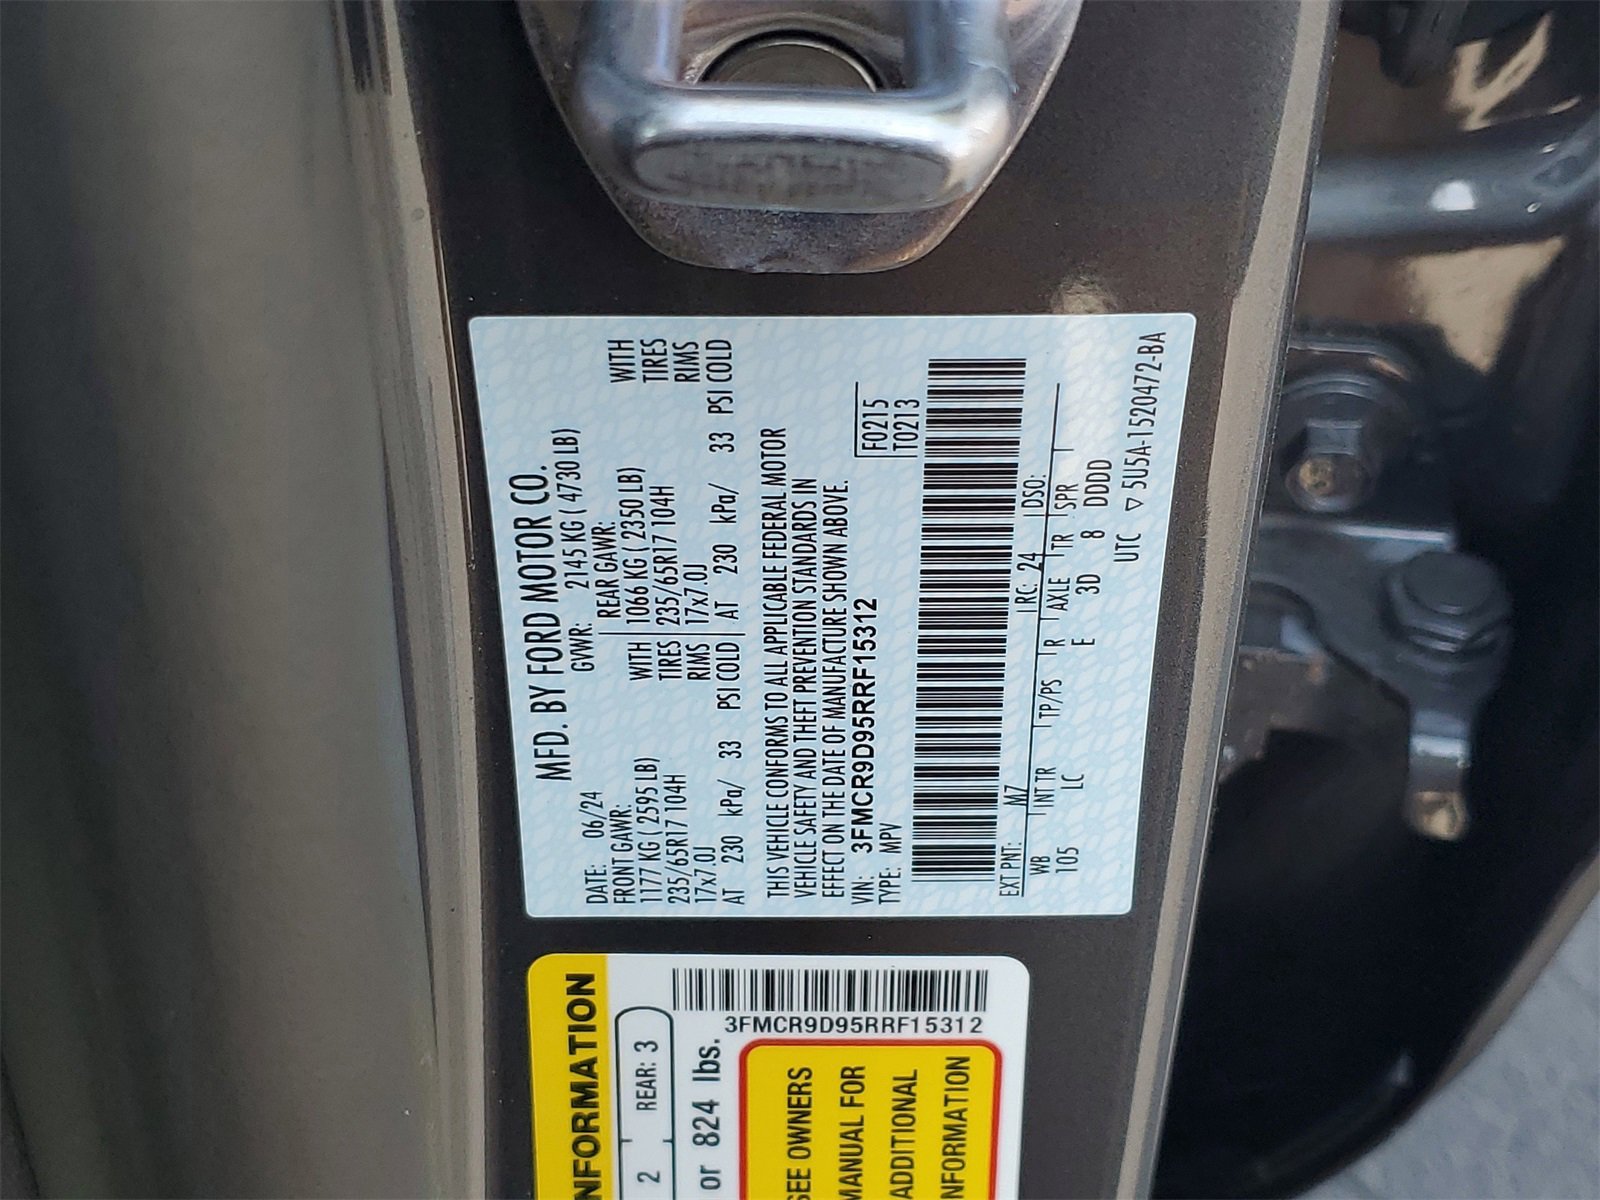 MFD. BY FORD MOTOR CO.
DATE: 06/24 GVWR: 2145 KG ( 4730 LB)
FRONT GAWR: REAR GAWR:
1177 KG ( 2595 LB) WITH 1066 KG ( 2350 LB) WITH
235/65R17 104H TIRES 235/65R17 104H TIRES
17x7.0J RIMS 17x7.0J RIMS
AT 230 kPa/ 33 PSI COLD AT 230 kPa/ 33 PSI COLD
THIS VEHICLE CONFORMS TO ALL APPLICABLE FEDERAL MOTOR
VEHICLE SAFETY AND THEFT PREVENTION STANDARDS IN
EFFECT ON THE DATE OF MANUFACTURE SHOWN ABOVE.
VIN: 3FMCR9D95RRF15312 F0215
TYPE: MPV T0213
EXT PNT: M7 RC: 24 DSO:
WB INT TR TP/PS R AXLE TR SPR
105 LC E 3D 8 DDDD
UTC ▽ 5U5A-1520472-BA
NFORMATION
2 REAR: 3
or 824 lbs.
3FMCR9D95RRF15312
SEE OWNERS
MANUAL FOR
ADDITIONAL
NFORMATION